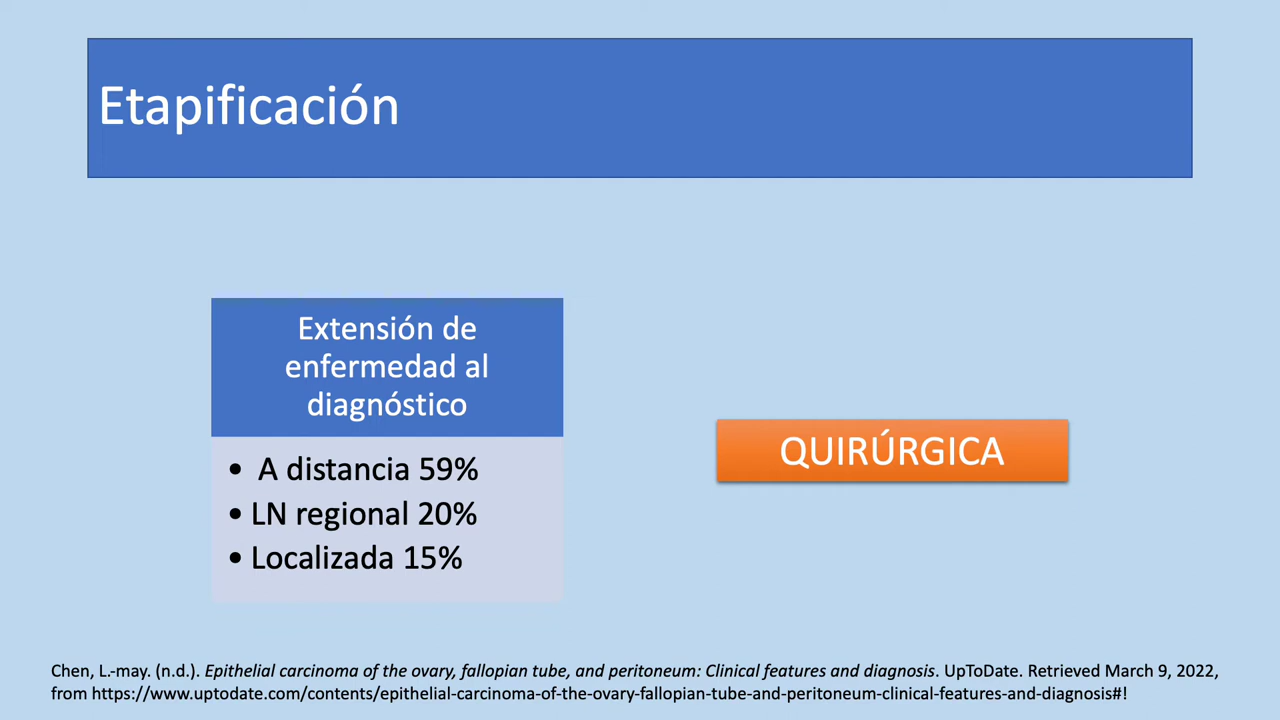 Etapificación
Extensión de
enfermedad al
diagnóstico
• A distancia 59%
• LN regional 20%
• Localizada 15%
QUIRÚRGICA
Chen, L.-may. (n.d.). Epithelial carcinoma of the ovary, fallopian tube, and peritoneum: Clinical features and diagnosis. UpToDate. Retrieved March 9, 2022,
from https://www.uptodate.com/contents/epithelial-carcinoma-of-the-ovary-fallopian-tube-and-peritoneum-clinical-features-and-diagnosis#!